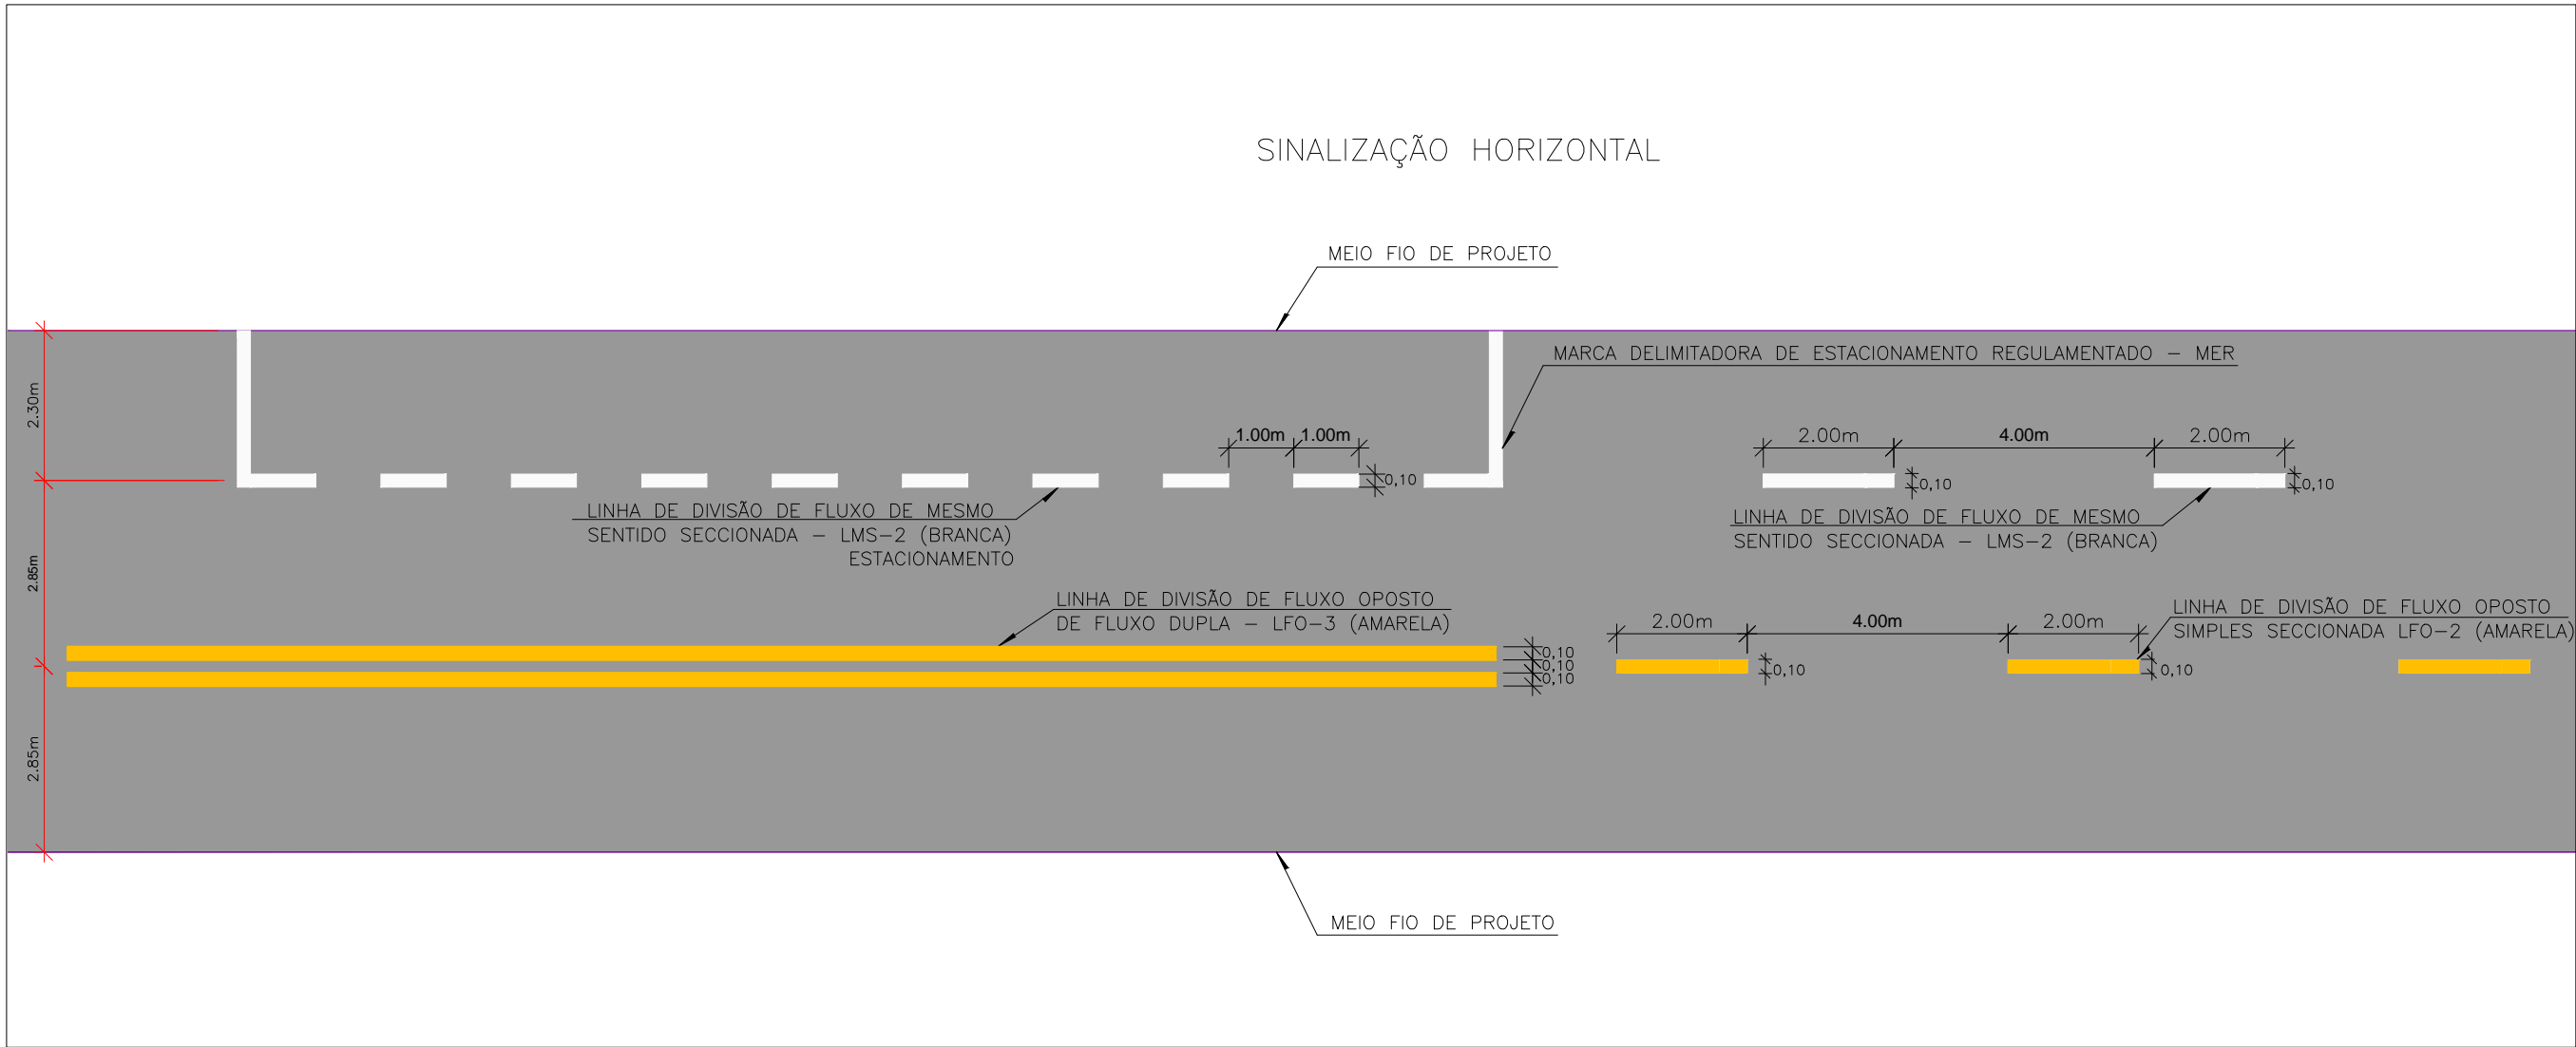 SINALIZAÇÃO HORIZONTAL
MEIO FIO DE PROJETO
MARCA DELIMITADORA DE ESTACIONAMENTO REGULAMENTADO - MER
2.30m
1.00m 1.00m
0,10
2.00m 4.00m 2.00m
0,10
0,10
LINHA DE DIVISÃO DE FLUXO DE MESMO
SENTIDO SECCIONADA - LMS-2 (BRANCA)
ESTACIONAMENTO
LINHA DE DIVISÃO DE FLUXO DE MESMO
SENTIDO SECCIONADA - LMS-2 (BRANCA)
2.85m
LINHA DE DIVISÃO DE FLUXO OPOSTO
DE FLUXO DUPLA - LFO-3 (AMARELA)
0,10
0,10
0,10
2.00m 4.00m 2.00m
0,10
0,10
LINHA DE DIVISÃO DE FLUXO OPOSTO
SIMPLES SECCIONADA LFO-2 (AMARELA)
2.85m
MEIO FIO DE PROJETO